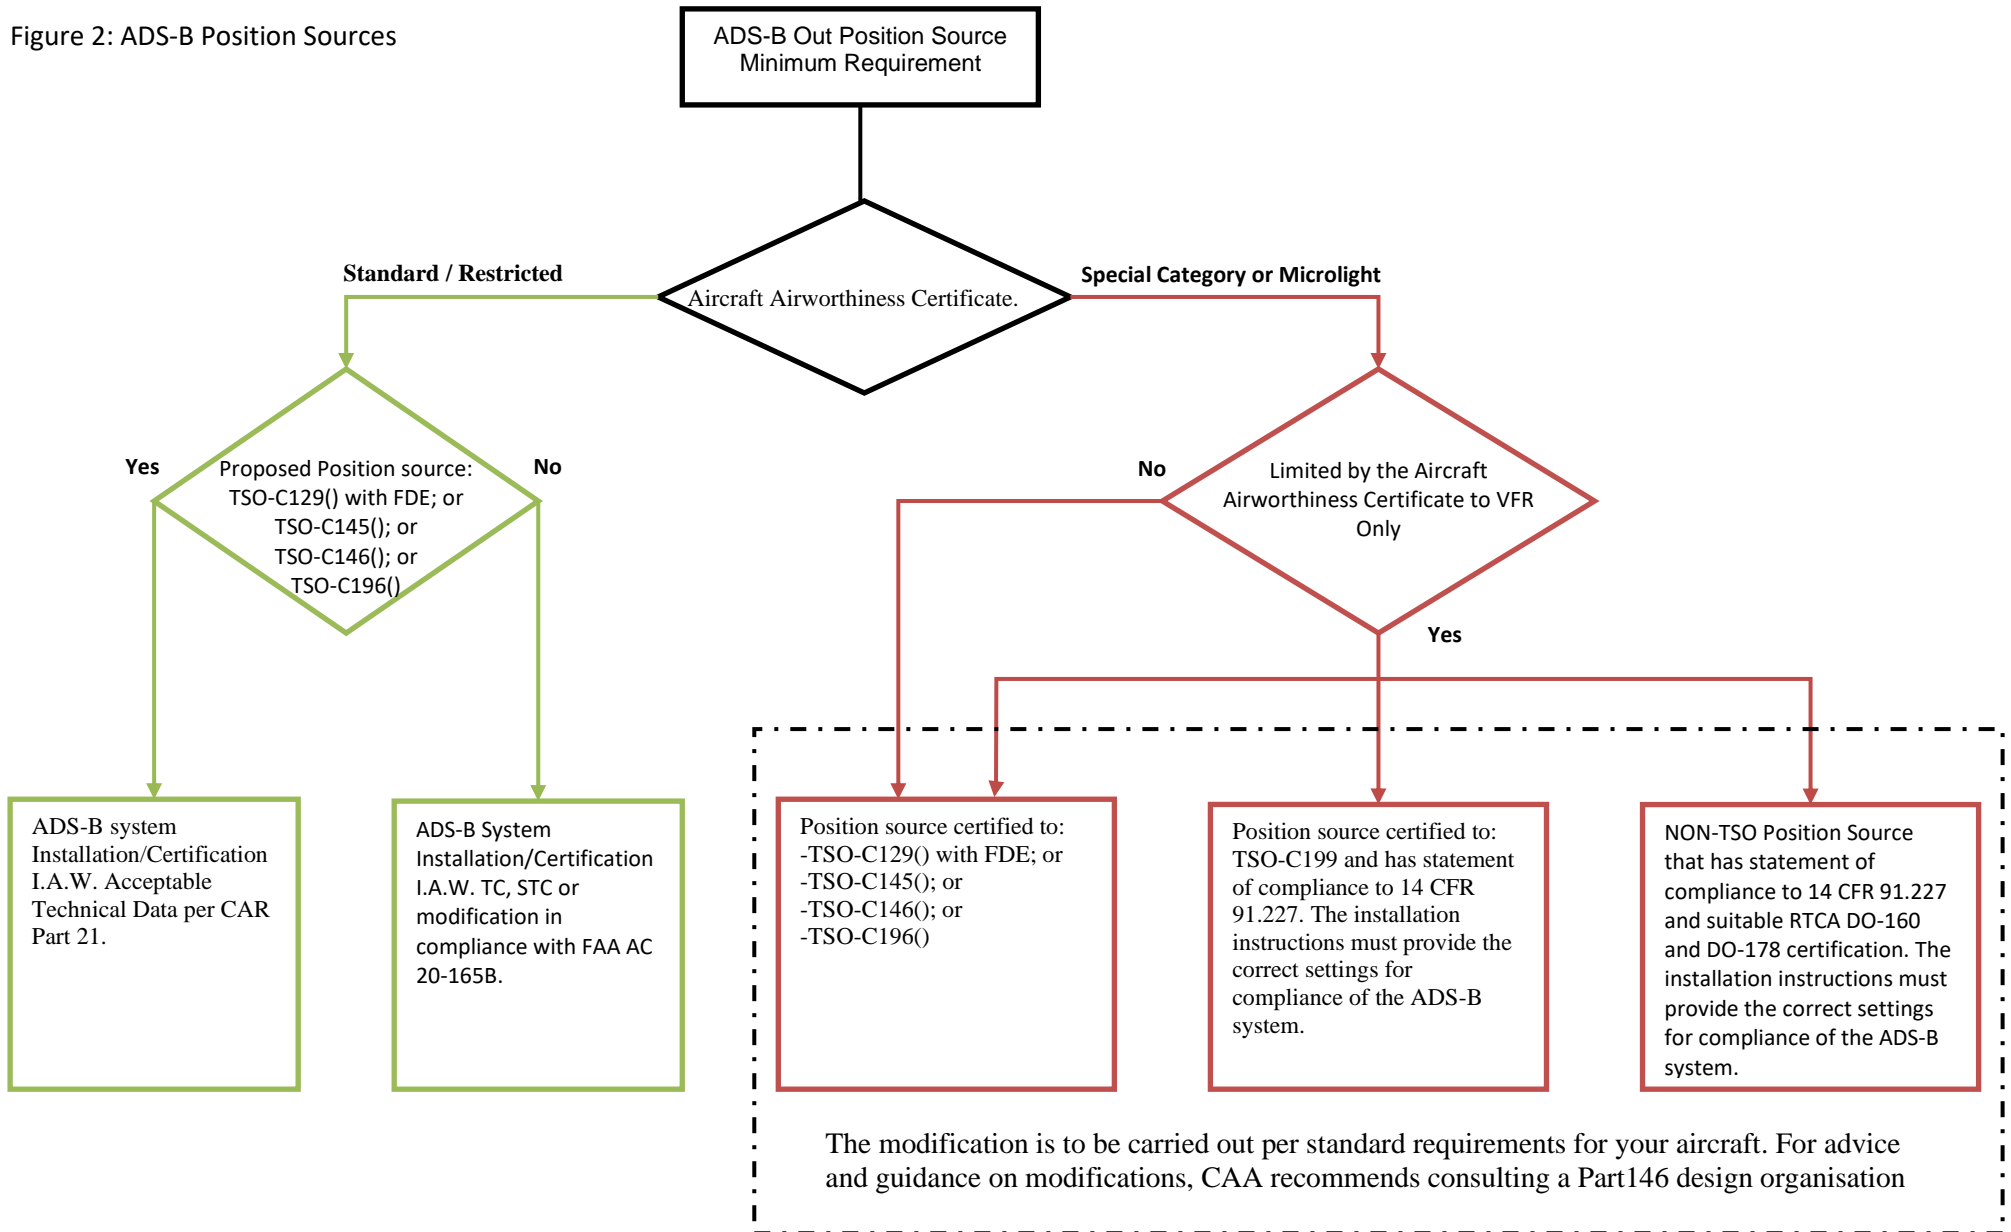 Figure 2: ADS-B Position Sources
ADS-B Out Position Source
Minimum Requirement
Standard / Restricted
Special Category or Microlight
Aircraft Airworthiness Certificate.
Yes
Proposed Position source:
TSO-C129() with FDE; or
TSO-C145(); or
TSO-C146(); or
TSO-C196()
No
No
Limited by the Aircraft
Airworthiness Certificate to VFR
Only
Yes
ADS-B system
Installation/Certification
I.A.W. Acceptable
Technical Data per CAR
Part 21.
ADS-B System
Installation/Certification
I.A.W. TC, STC or
modification in
compliance with FAA AC
20-165B.
Position source certified to:
-TSO-C129() with FDE; or
-TSO-C145(); or
-TSO-C146(); or
-TSO-C196()
Position source certified to:
TSO-C199 and has statement
of compliance to 14 CFR
91.227. The installation
instructions must provide the
correct settings for
compliance of the ADS-B
system.
NON-TSO Position Source
that has statement of
compliance to 14 CFR 91.227
and suitable RTCA DO-160
and DO-178 certification. The
installation instructions must
provide the correct settings
for compliance of the ADS-B
system.
The modification is to be carried out per standard requirements for your aircraft. For advice
and guidance on modifications, CAA recommends consulting a Part146 design organisation